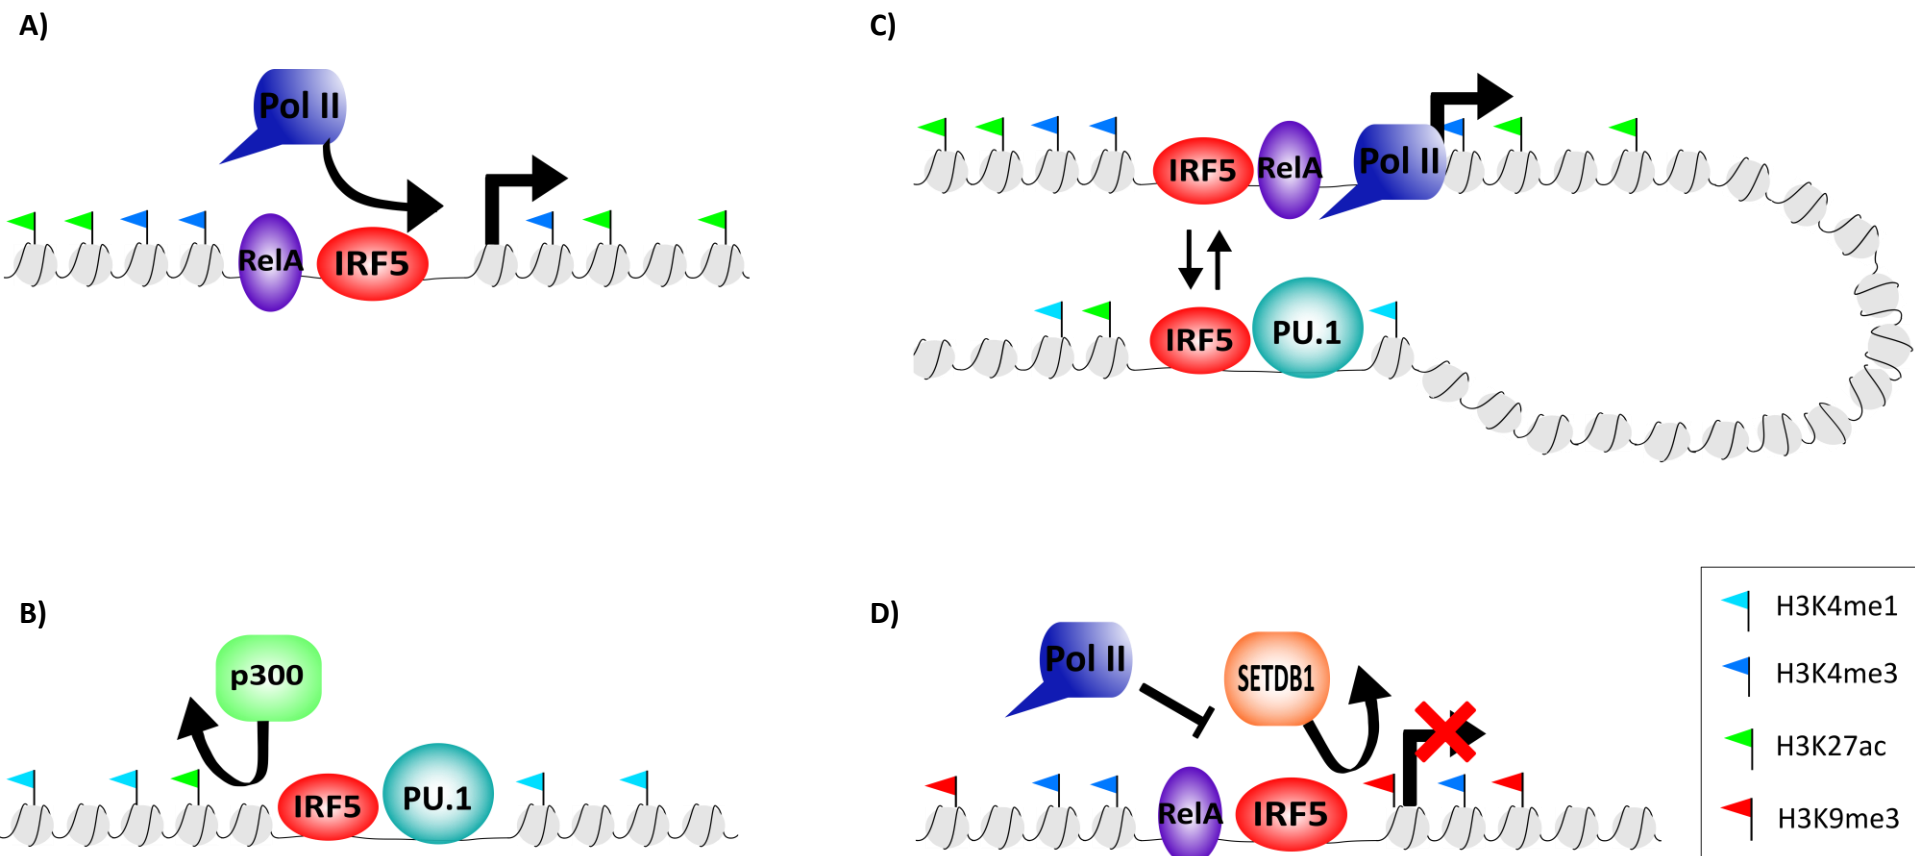 A)
Pol II
RelA
IRF5
B)
p300
IRF5
PU.1
C)
IRF5
RelA
Pol II
IRF5
PU.1
D)
Pol II
SETDB1
RelA
IRF5
H3K4me1
H3K4me3
H3K27ac
H3K9me3